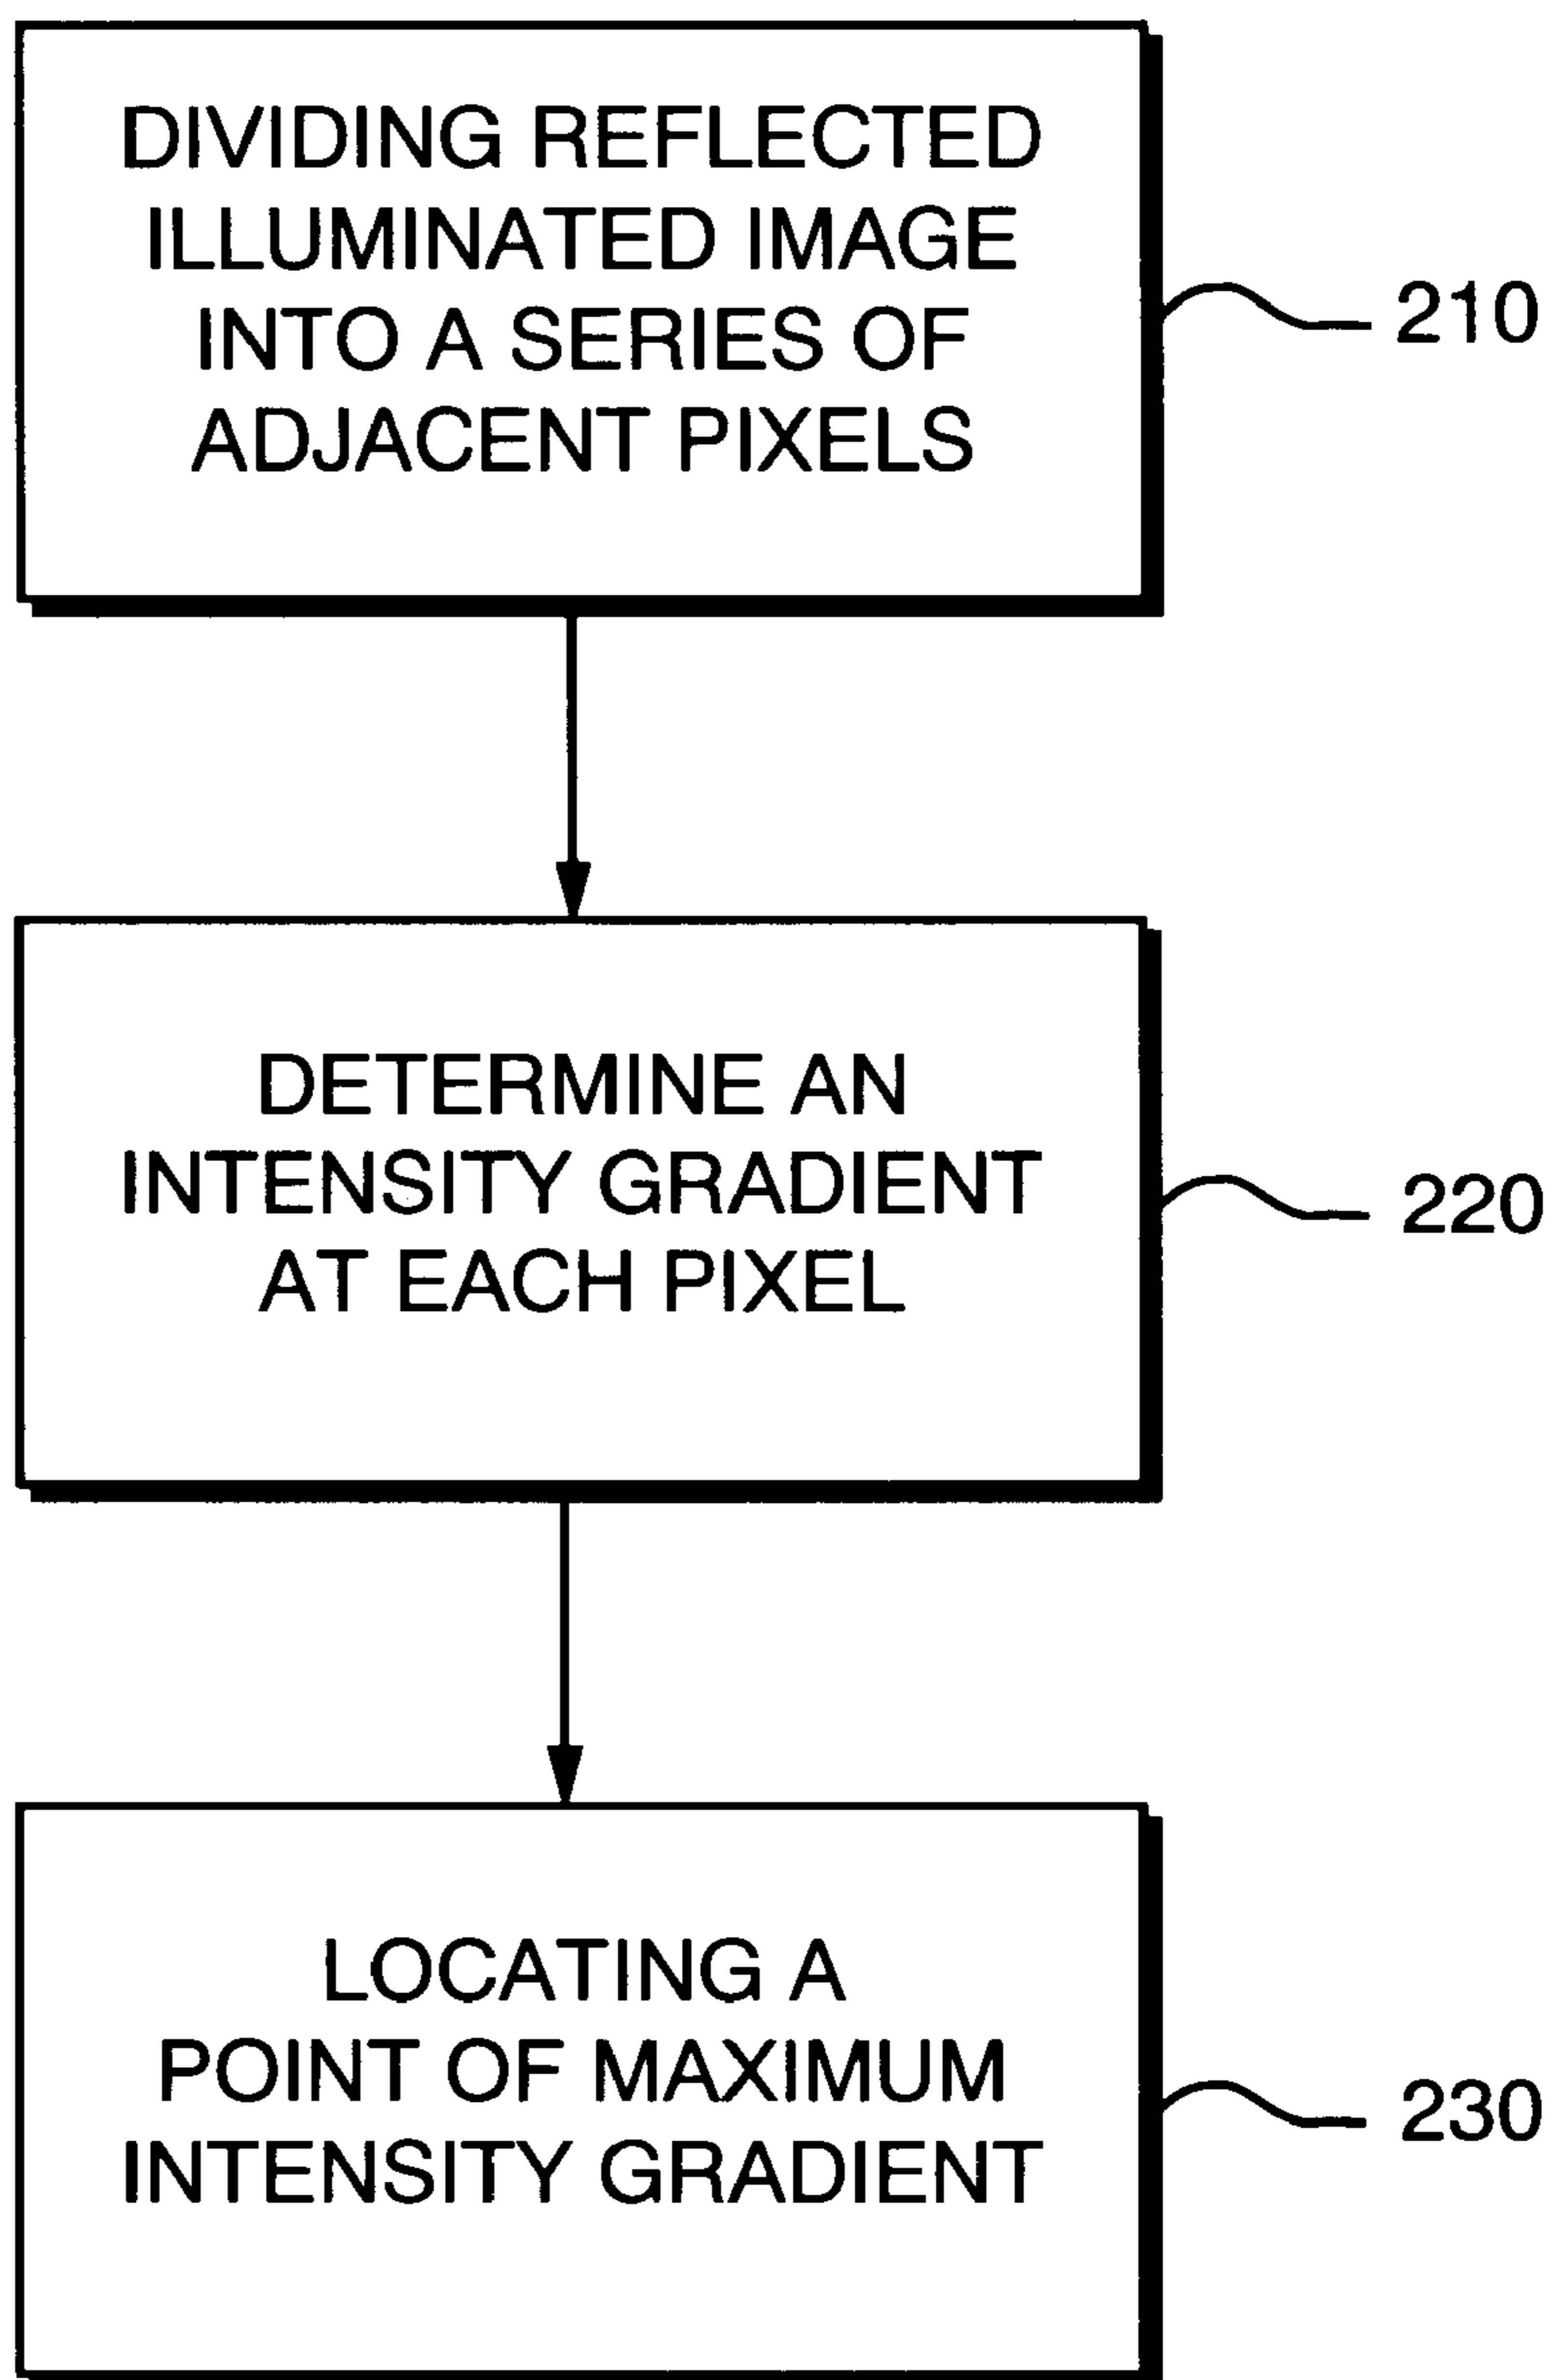 DIVIDING REFLECTED
ILLUMINATED IMAGE
INTO A SERIES OF
ADJACENT PIXELS
210
DETERMINE AN
INTENSITY GRADIENT
AT EACH PIXEL
220
LOCATING A
POINT OF MAXIMUM
INTENSITY GRADIENT
230